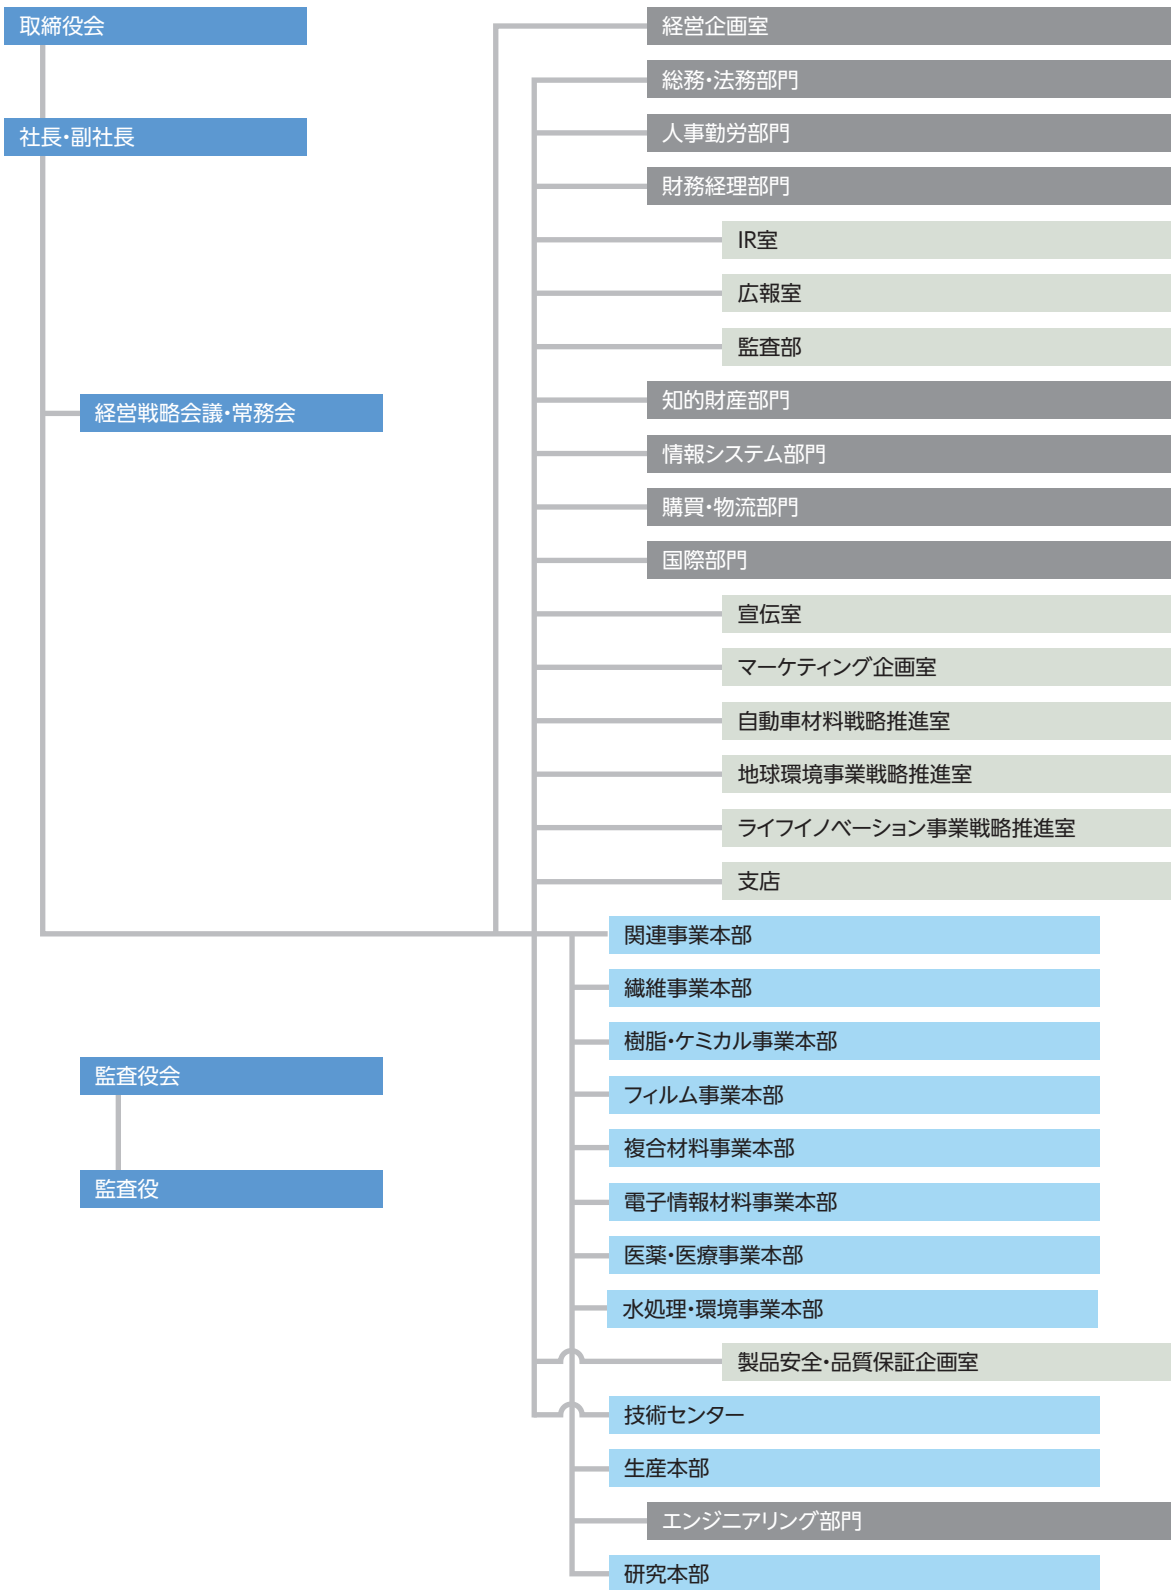 取締役会
社長・副社長
経営戦略会議・常務会
監査役会
監査役
経営企画室
総務・法務部門
人事勤労部門
財務経理部門
IR室
広報室
監査部
知的財産部門
情報システム部門
購買・物流部門
国際部門
宣伝室
マーケティング企画室
自動車材料戦略推進室
地球環境事業戦略推進室
ライフイノベーション事業戦略推進室
支店
関連事業本部
繊維事業本部
樹脂・ケミカル事業本部
フィルム事業本部
複合材料事業本部
電子情報材料事業本部
医薬・医療事業本部
水処理・環境事業本部
製品安全・品質保証企画室
技術センター
生産本部
エンジニアリング部門
研究本部